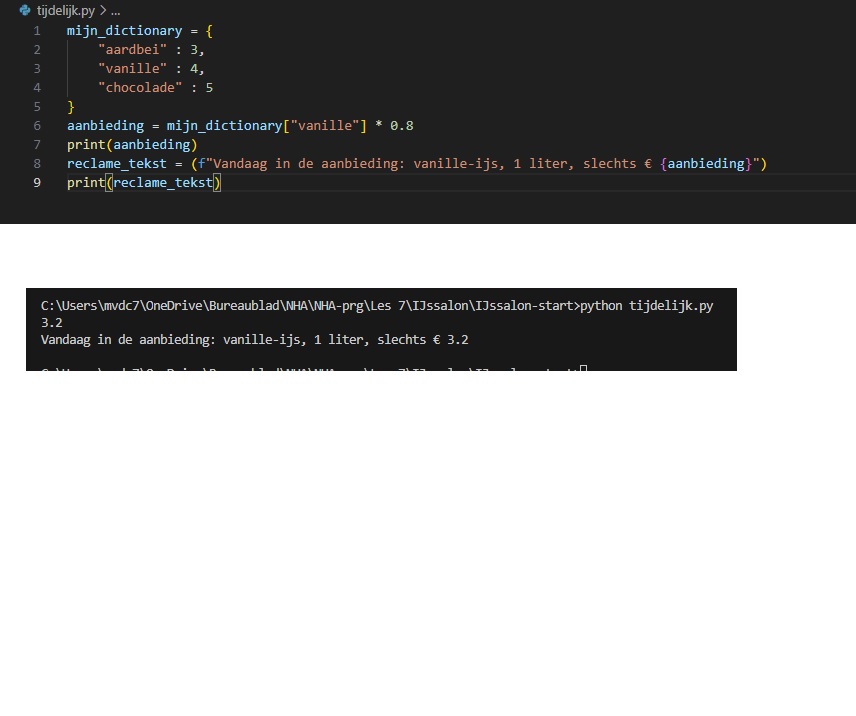 tijdelijk.py > ...
1 mijn_dictionary = {
2 "aardbei" : 3,
3 "vanille" : 4,
4 "chocolade" : 5
5 }
6 aanbieding = mijn_dictionary["vanille"] * 0.8
7 print(aanbieding)
8 reclame_tekst = (f"Vandaag in de aanbieding: vanille-ijs, 1 liter, slechts € {aanbieding}")
9 print(reclame_tekst)
C:\Users\mvdc7\OneDrive\Bureaublad\NHA\NHA-prg\Les 7\IJssalon\IJssalon-start>python tijdelijk.py
3.2
Vandaag in de aanbieding: vanille-ijs, 1 liter, slechts € 3.2